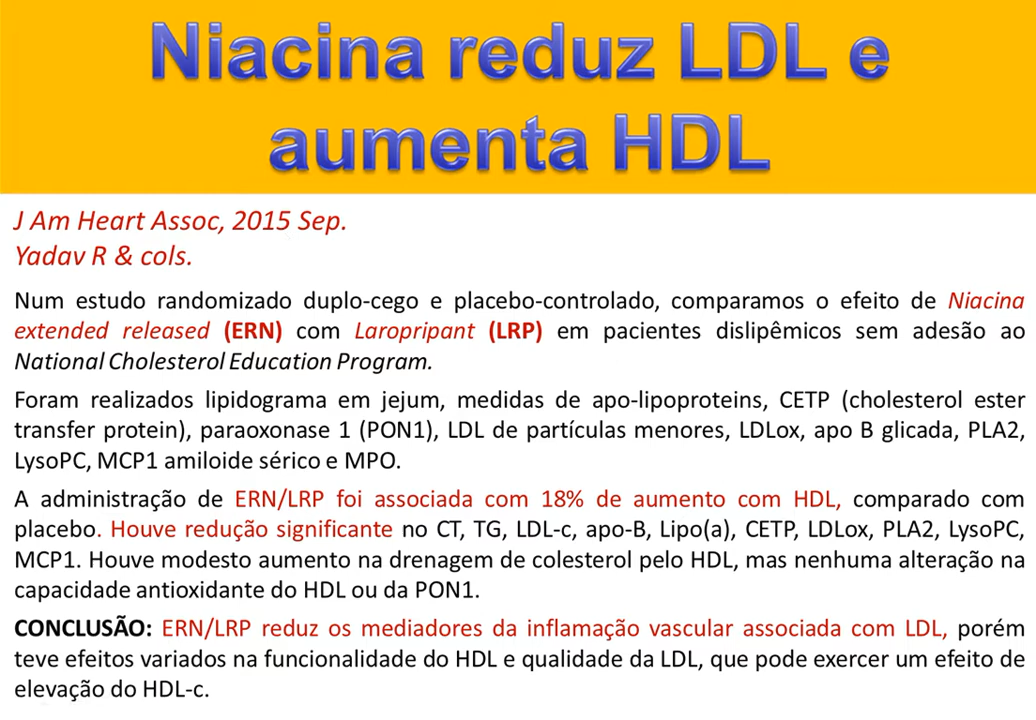 Niacina reduz LDL e
aumenta HDL
J Am Heart Assoc, 2015 Sep.
Yadav R & cols.
Num estudo randomizado duplo-cego e placebo-controlado, comparamos o efeito de Niacina
extended released (ERN) com Laropripant (LRP) em pacientes dislipêmicos sem adesão ao
National Cholesterol Education Program.
Foram realizados lipidograma em jejum, medidas de apo-lipoproteins, CETP (cholesterol ester
transfer protein), paraoxonase 1 (PON1), LDL de partículas menores, LDLox, apo B glicada, PLA2,
LysoPC, MCP1 amiloide sérico e MPO.
A administração de ERN/LRP foi associada com 18% de aumento com HDL, comparado com
placebo. Houve redução significante no CT, TG, LDL-c, apo-B, Lipo(a), CETP, LDLox, PLA2, LysoPC,
MCP1. Houve modesto aumento na drenagem de colesterol pelo HDL, mas nenhuma alteração na
capacidade antioxidante do HDL ou da PON1.
CONCLUSÃO: ERN/LRP reduz os mediadores da inflamação vascular associada com LDL, porém
teve efeitos variados na funcionalidade do HDL e qualidade da LDL, que pode exercer um efeito de
elevação do HDL-c.